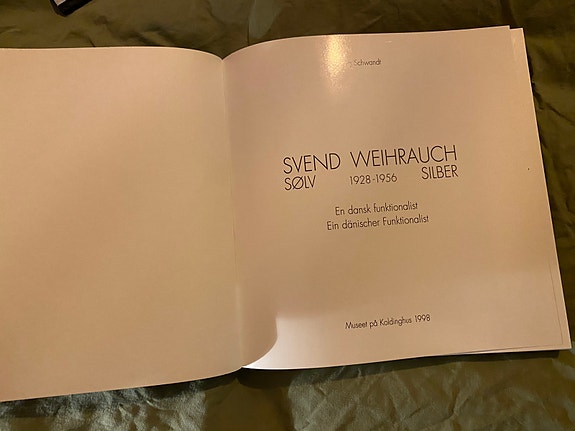 Schwandt
SVEND WEIHRAUCH
SØLV 1928-1956 SILBER
En dansk funktionalist
Ein dänischer Funktionalist
Museet på Koldinghus 1998